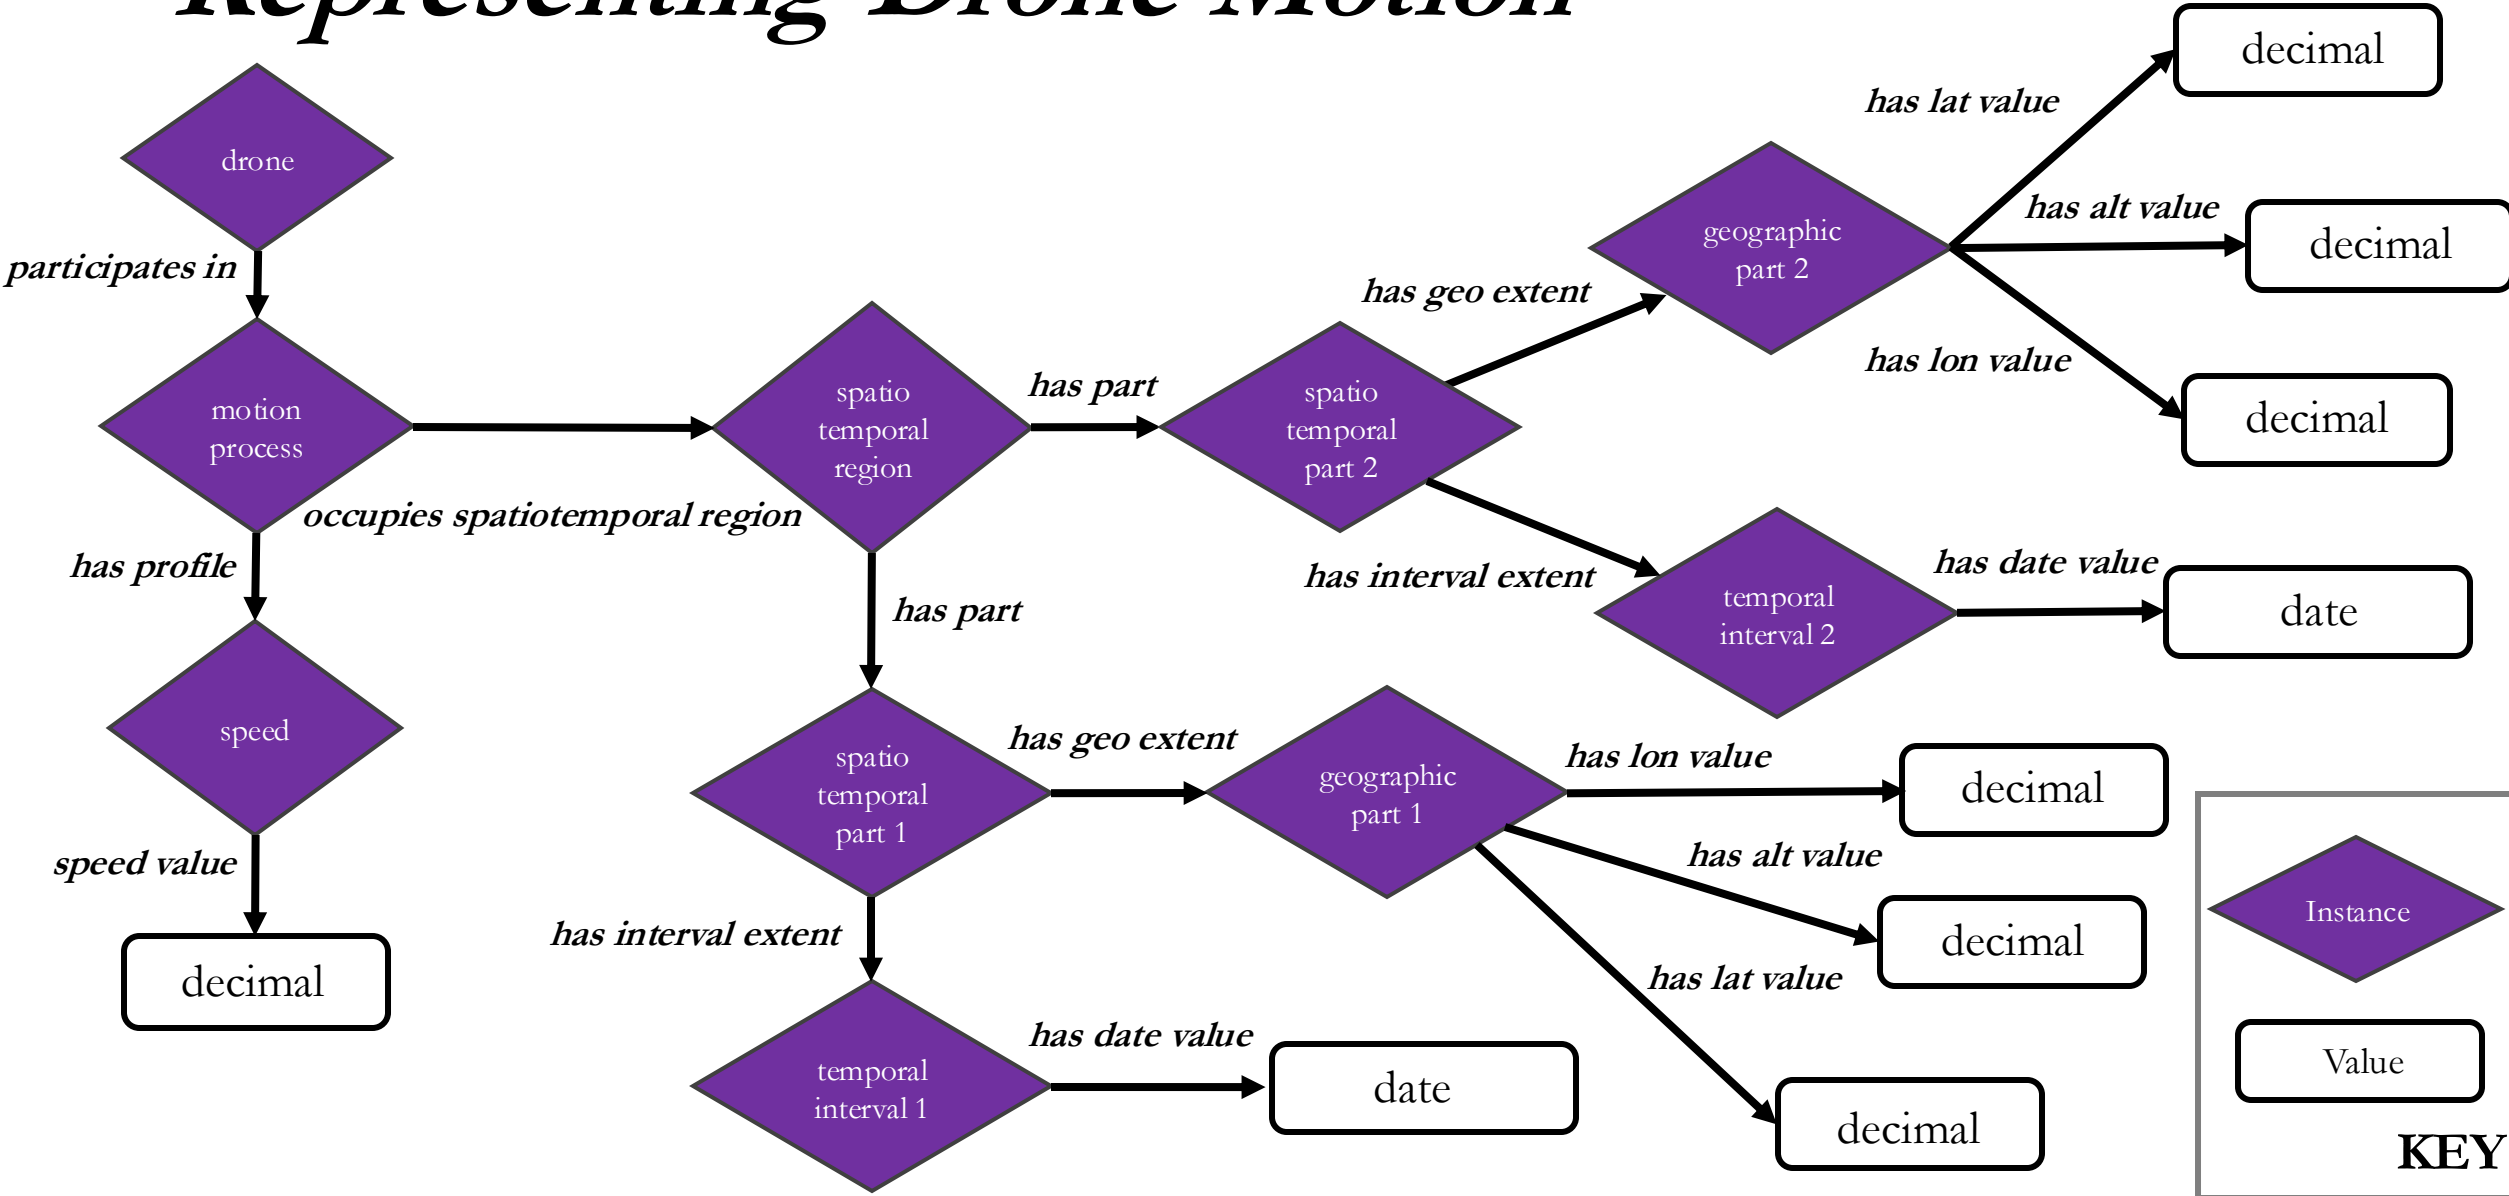 Representing Drone Motion
drone
participates in
motion
process
occupies spatiotemporal region
has profile
speed
speed value
decimal
spatio
temporal
region
has part
spatio
temporal
part 2
has geo extent
geographic
part 2
has lat value
decimal
has alt value
decimal
has lon value
decimal
has interval extent
temporal
interval 2
has date value
date
has part
spatio
temporal
part 1
has geo extent
geographic
part 1
has lon value
decimal
has alt value
decimal
has lat value
decimal
has interval extent
temporal
interval 1
has date value
date
Instance
Value
KEY